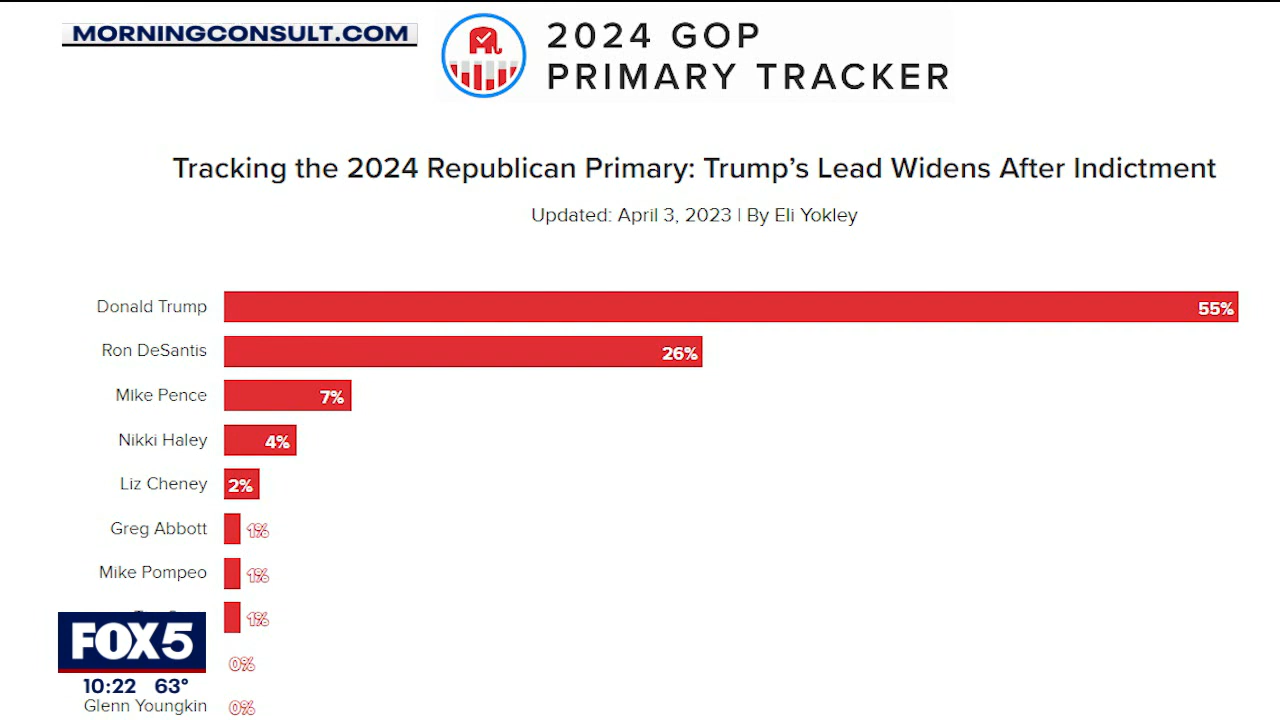 MORNINGCONSULT.COM
2024 GOP
PRIMARY TRACKER
Tracking the 2024 Republican Primary: Trump's Lead Widens After Indictment
Updated: April 3, 2023 | By Eli Yokley
Donald Trump 55%
Ron DeSantis 26%
Mike Pence 7%
Nikki Haley 4%
Liz Cheney 2%
Greg Abbott 1%
Mike Pompeo 1%
1%
FOX5
0%
10:22 63°
Glenn Youngkin 0%